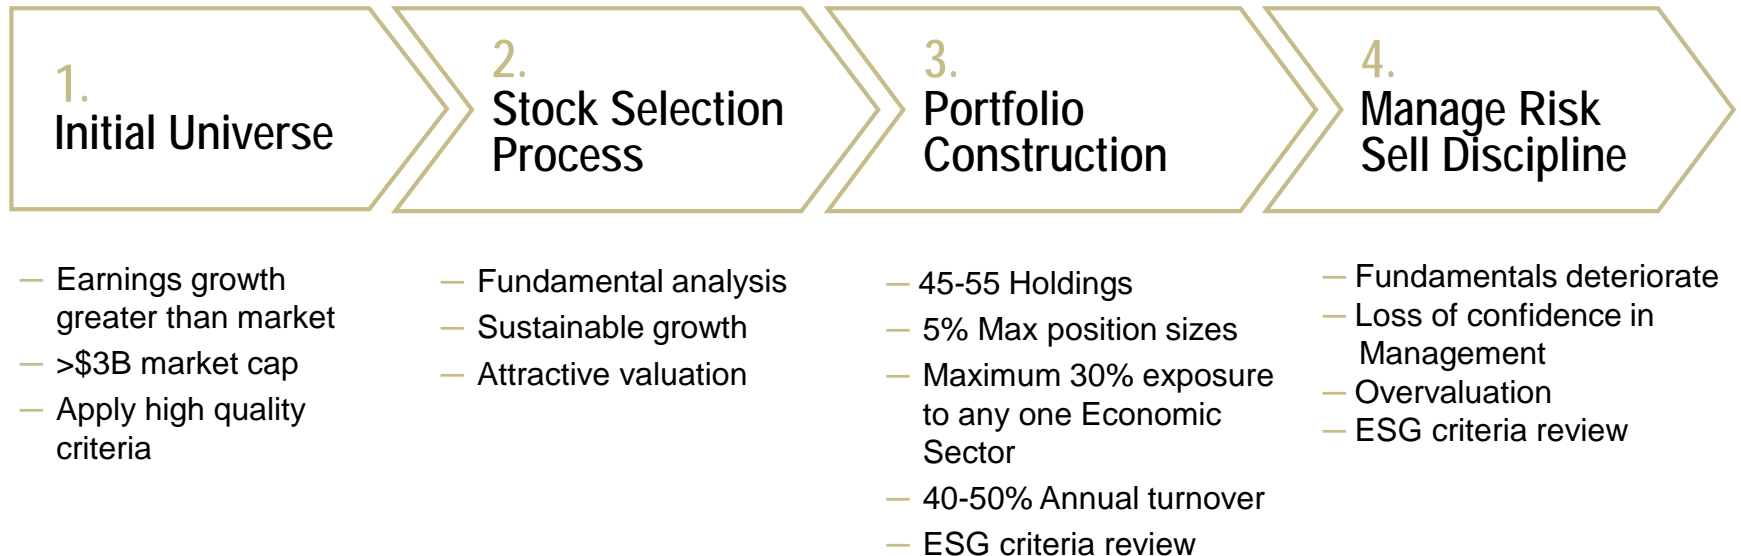 1.
Initial Universe
— Earnings growth
greater than market
— >$3B market cap
— Apply high quality
criteria
2.
Stock Selection
Process
— Fundamental analysis
— Sustainable growth
— Attractive valuation
3.
Portfolio
Construction
— 45-55 Holdings
— 5% Max position sizes
— Maximum 30% exposure
to any one Economic
Sector
— 40-50% Annual turnover
— ESG criteria review
4.
Manage Risk
Sell Discipline
— Fundamentals deteriorate
— Loss of confidence in
Management
— Overvaluation
— ESG criteria review